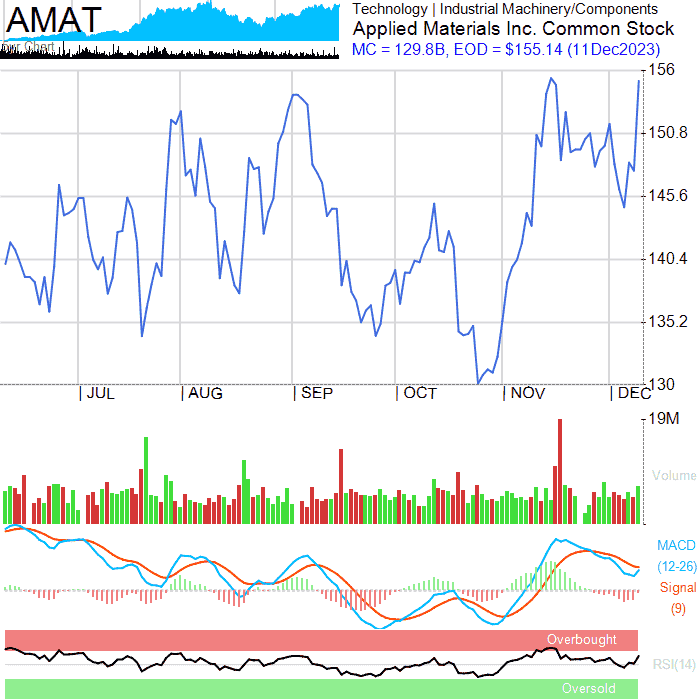 AMAT
Technology | Industrial Machinery/Components
Applied Materials Inc. Common Stock
MC = 129.8B, EOD = $155.14 (11Dec2023)
156
150.8
145.6
140.4
135.2
130
| JUL
| AUG
| SEP
| OCT
| NOV
| DEC
19M
Volume
MACD
(12-26)
Signal
(9)
Overbought
RSI(14)
Oversold